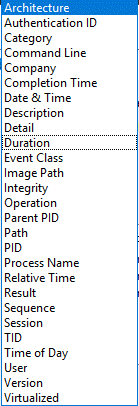 Architecture
Authentication ID
Category
Command Line
Company
Completion Time
Date & Time
Description
Detail
Duration
Event Class
Image Path
Integrity
Operation
Parent PID
Path
PID
Process Name
Relative Time
Result
Sequence
Session
TID
Time of Day
User
Version
Virtualized